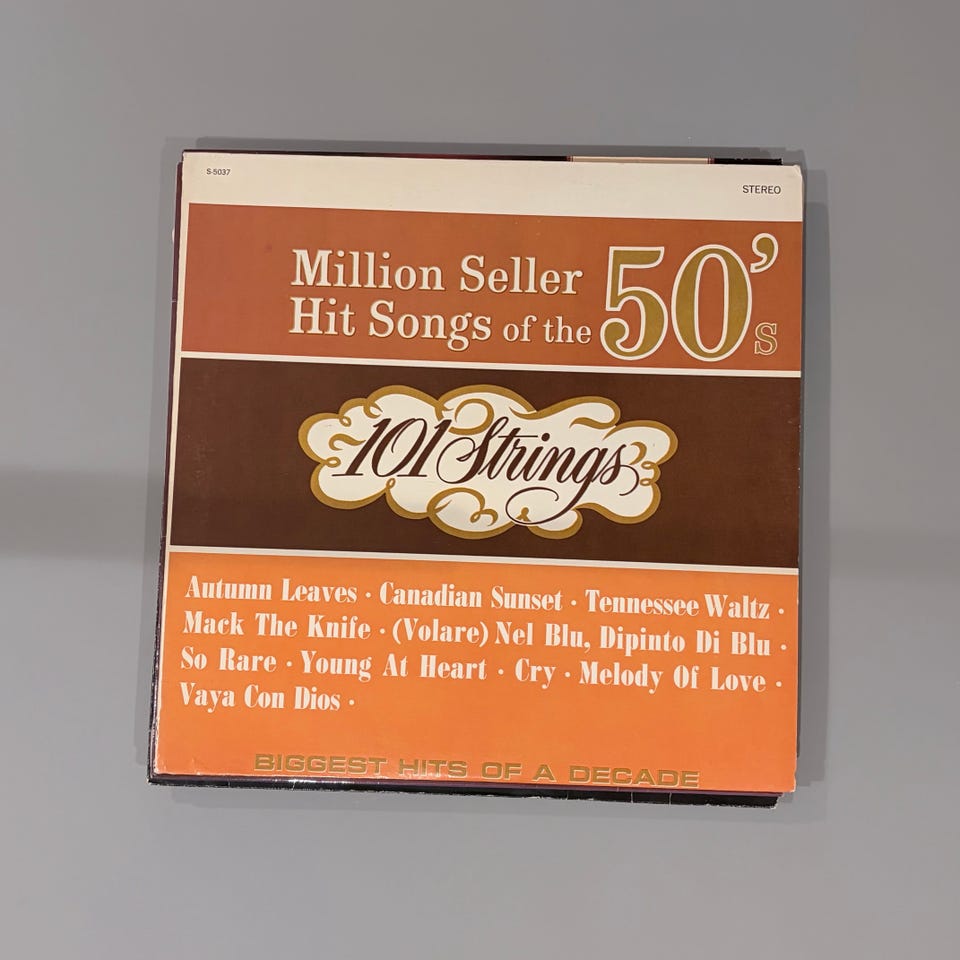 S-5037
STEREO
Million Seller
Hit Songs of the 50's
101 Strings
Autumn Leaves · Canadian Sunset · Tennessee Waltz ·
Mack The Knife · (Volare) Nel Blu, Dipinto Di Blu ·
So Rare · Young At Heart · Cry · Melody Of Love ·
Vaya Con Dios ·
BIGGEST HITS OF A DECADE